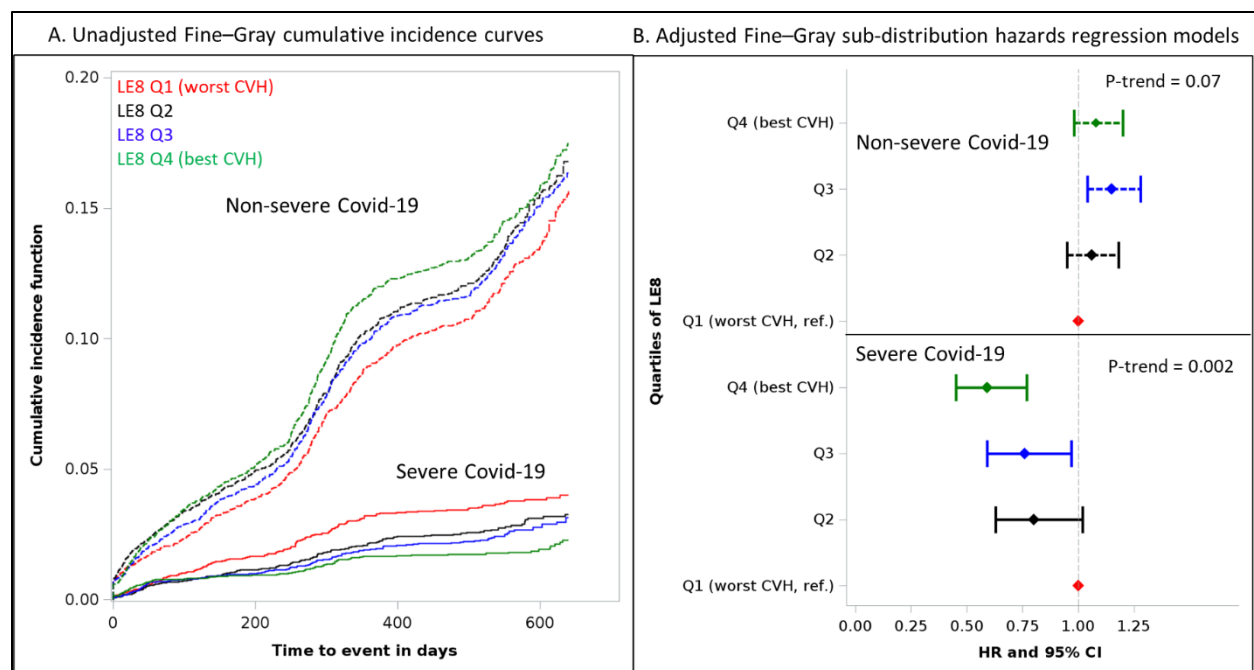 A. Unadjusted Fine–Gray cumulative incidence curves
LE8 Q1 (worst CVH)
LE8 Q2
LE8 Q3
LE8 Q4 (best CVH)
Non-severe Covid-19
Severe Covid-19
Cumulative incidence function
0.20
0.15
0.10
0.05
0.00
0
200
400
600
Time to event in days
B. Adjusted Fine–Gray sub-distribution hazards regression models
P-trend = 0.07
Q4 (best CVH)
Non-severe Covid-19
Q3
Q2
Q1 (worst CVH, ref.)
Quartiles of LE8
Severe Covid-19
P-trend = 0.002
Q4 (best CVH)
Q3
Q2
Q1 (worst CVH, ref.)
0.00
0.25
0.50
0.75
1.00
1.25
HR and 95% CI